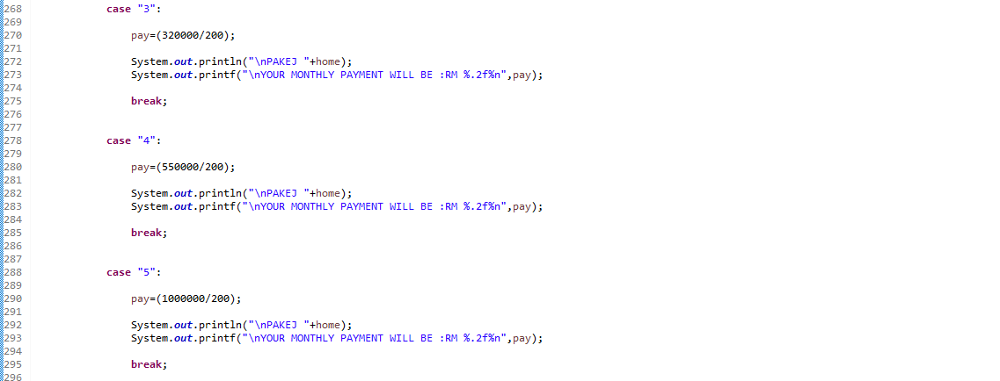 268 case "3":
269
270 pay=(320000/200);
271
272 System.out.println("\nPAKEJ "+home);
273 System.out.printf("\nYOUR MONTHLY PAYMENT WILL BE :RM %.2f%n",pay);
274
275 break;
276
277
278 case "4":
279
280 pay=(550000/200);
281
282 System.out.println("\nPAKEJ "+home);
283 System.out.printf("\nYOUR MONTHLY PAYMENT WILL BE :RM %.2f%n",pay);
284
285 break;
286
287
288 case "5":
289
290 pay=(1000000/200);
291
292 System.out.println("\nPAKEJ "+home);
293 System.out.printf("\nYOUR MONTHLY PAYMENT WILL BE :RM %.2f%n",pay);
294
295 break;
296